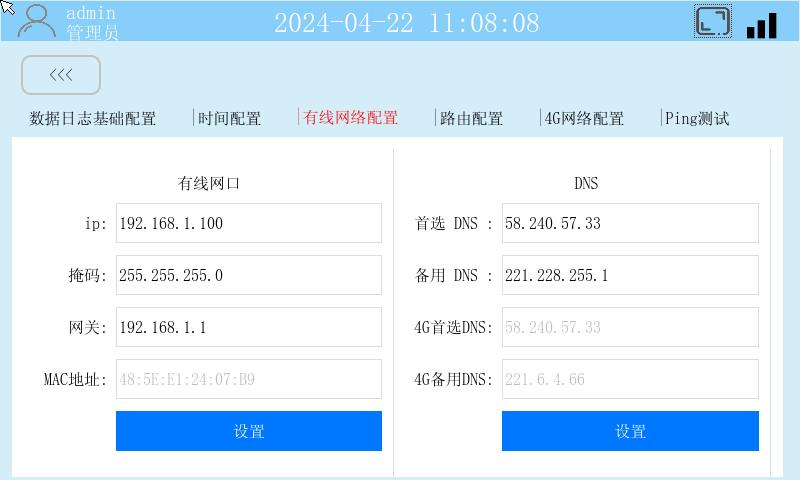 admin
管理员
2024-04-22 11:08:08
<<<
数据日志基础配置 时间配置 有线网络配置 路由配置 4G网络配置 Ping测试
有线网口
ip: 192.168.1.100
掩码: 255.255.255.0
网关: 192.168.1.1
MAC地址: 48:5E:E1:24:07:B9
设置
DNS
首选 DNS : 58.240.57.33
备用 DNS : 221.228.255.1
4G首选DNS: 58.240.57.33
4G备用DNS: 221.6.4.66
设置